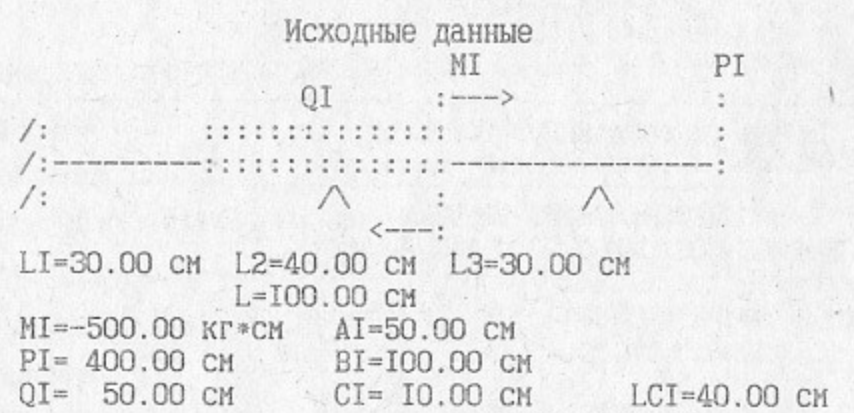 Исходные данные
MI PI
QI :---> :
/: ::::::::::::::: :
/:---------:::::::::::::::-----------------:
/: /\ : /\
<---:
LI=30.00 см L2=40.00 см L3=30.00 см
L=I00.00 см
MI=-500.00 кг*см AI=50.00 см
PI= 400.00 см BI=I00.00 см
QI= 50.00 см CI= I0.00 см LCI=40.00 см